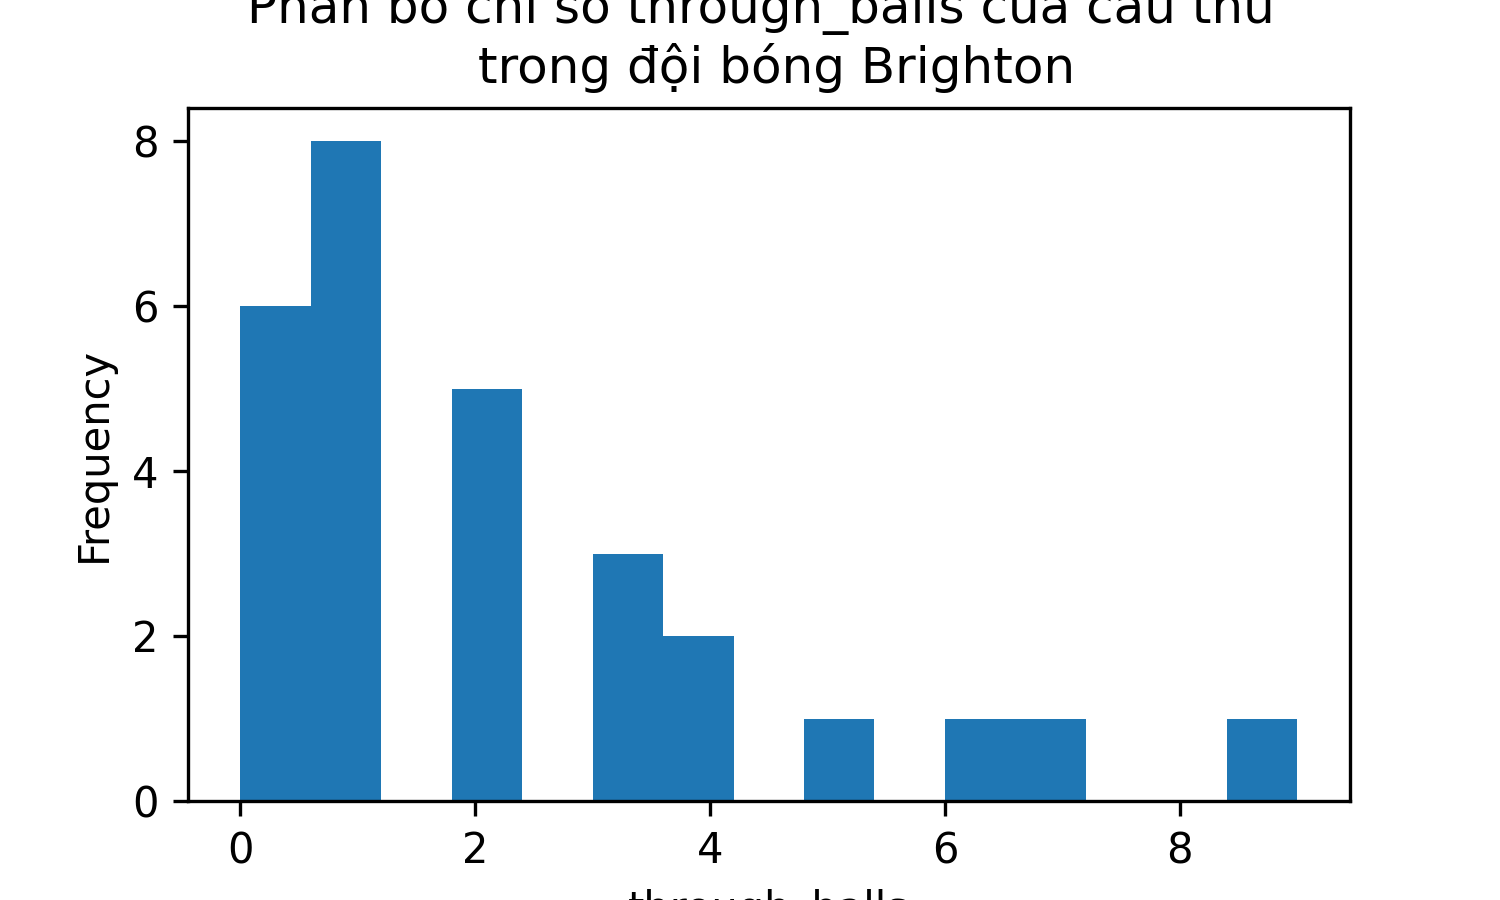 Phân bố chỉ số through_balls của cầu thủ
trong đội bóng Brighton
8
6
4
2
0
Frequency
0 2 4 6 8
through_balls